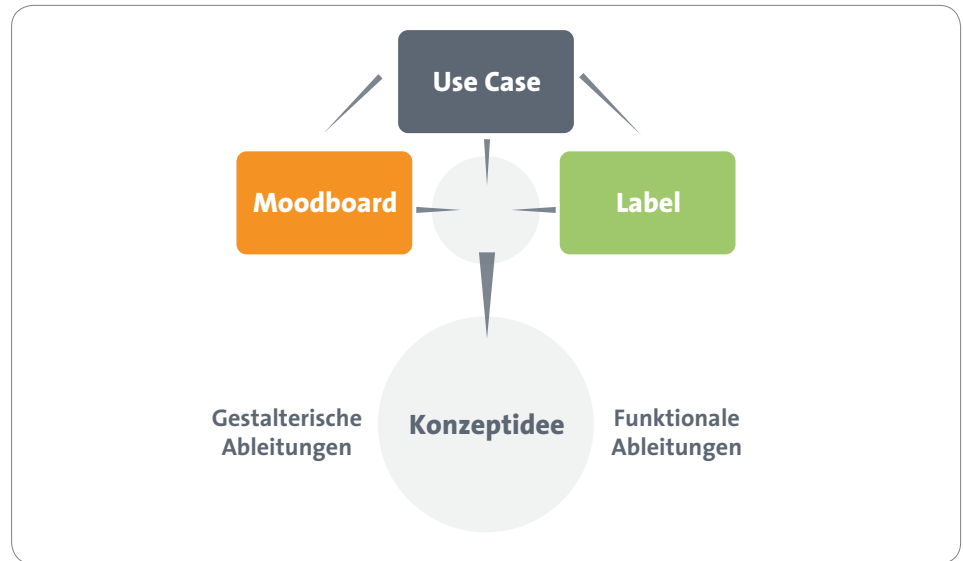 Use Case
Moodboard
Label
Gestalterische
Ableitungen
Konzeptidee
Funktionale
Ableitungen